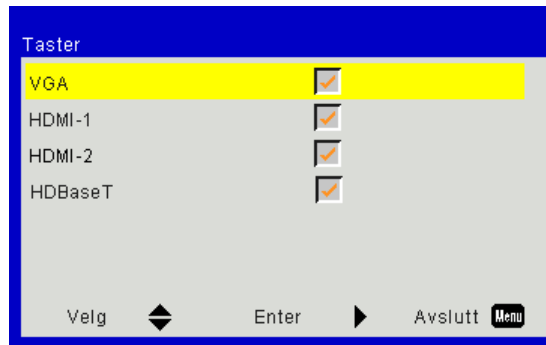 Taster
VGA
HDMI-1
HDMI-2
HDBaseT
Velg Enter Avslutt Menu